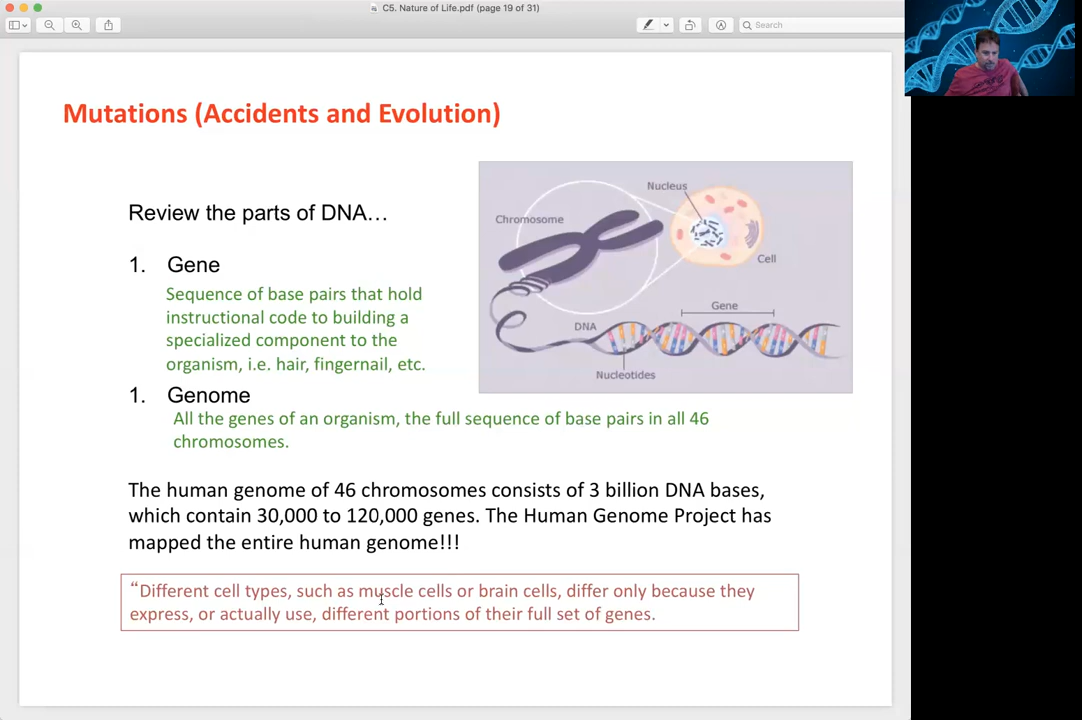 C5. Nature of Life.pdf (page 19 of 31)
Search
Mutations (Accidents and Evolution)
Review the parts of DNA…
1. Gene
Sequence of base pairs that hold
instructional code to building a
specialized component to the
organism, i.e. hair, fingernail, etc.
1. Genome
All the genes of an organism, the full sequence of base pairs in all 46
chromosomes.
Nucleus
Chromosome
Cell
Gene
DNA
Nucleotides
The human genome of 46 chromosomes consists of 3 billion DNA bases,
which contain 30,000 to 120,000 genes. The Human Genome Project has
mapped the entire human genome!!!
“Different cell types, such as muscle cells or brain cells, differ only because they
express, or actually use, different portions of their full set of genes.